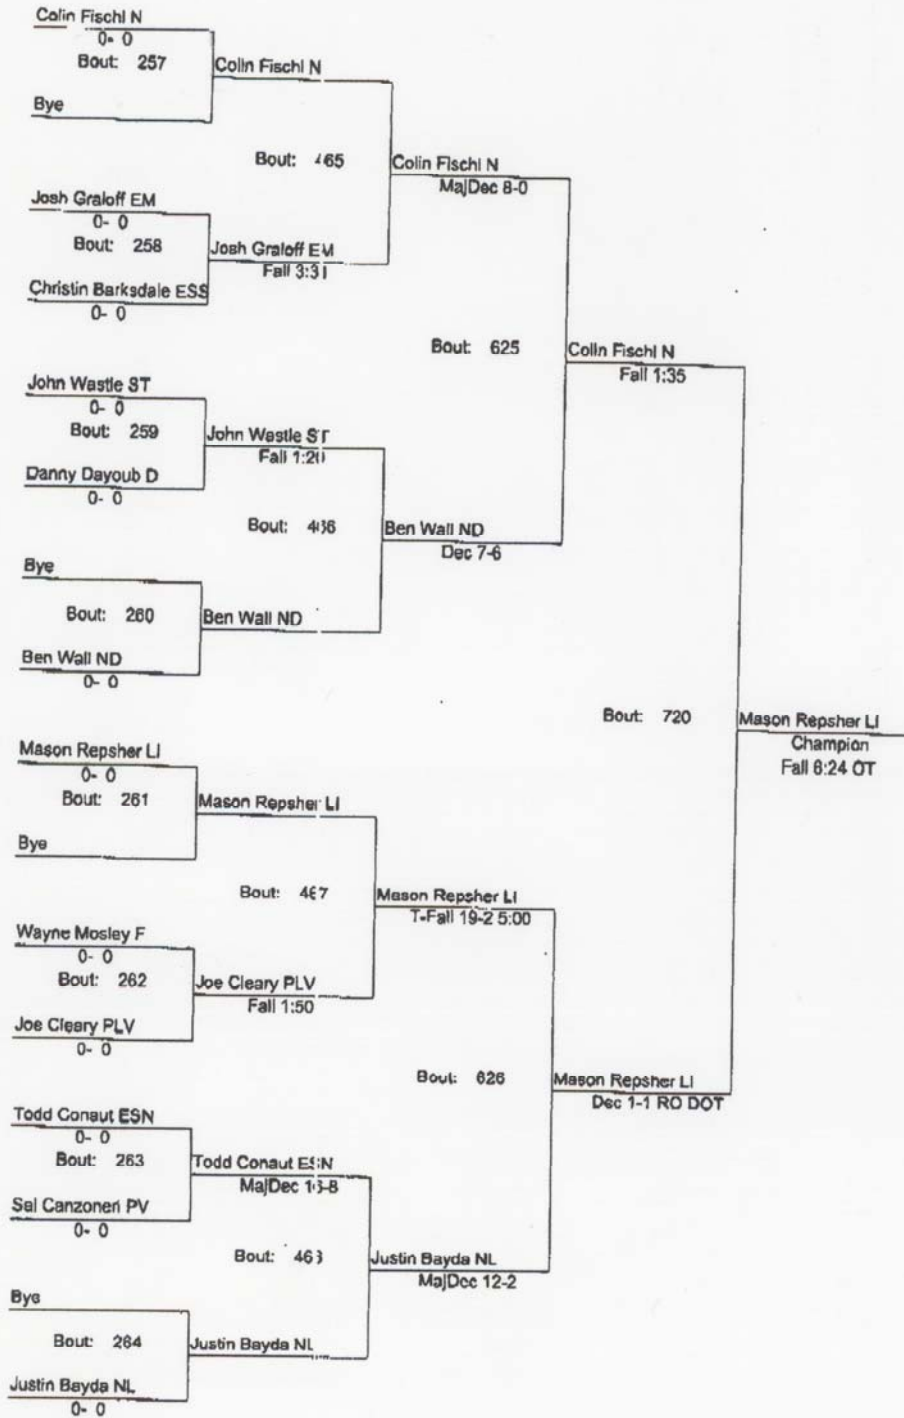 Colin Fischl N
0- 0
Bout: 257
Colin Fischl N
Bye
Bout: 465
Colin Fischl N
MajDec 8-0
Josh Graloff EM
0- 0
Bout: 258
Josh Graloff EM
Fall 3:31
Christin Barksdale ESS
0- 0
Bout: 625
Colin Fischl N
Fall 1:35
John Wastle ST
0- 0
Bout: 259
John Wastle ST
Fall 1:20
Danny Dayoub D
0- 0
Bout: 466
Ben Wall ND
Dec 7-6
Bye
Bout: 260
Ben Wall ND
Ben Wall ND
0- 0
Bout: 720
Mason Repsher LI
Champion
Fall 6:24 OT
Mason Repsher LI
0- 0
Bout: 261
Mason Repsher LI
Bye
Bout: 467
Mason Repsher LI
T-Fall 19-2 5:00
Wayne Mosley F
0- 0
Bout: 262
Joe Cleary PLV
Fall 1:50
Joe Cleary PLV
0- 0
Bout: 626
Mason Repsher LI
Dec 1-1 RO DOT
Todd Conaut ESN
0- 0
Bout: 263
Todd Conaut ESN
MajDec 16-8
Sal Canzoneri PV
0- 0
Bout: 468
Justin Bayda NL
MajDec 12-2
Bye
Bout: 264
Justin Bayda NL
Justin Bayda NL
0- 0